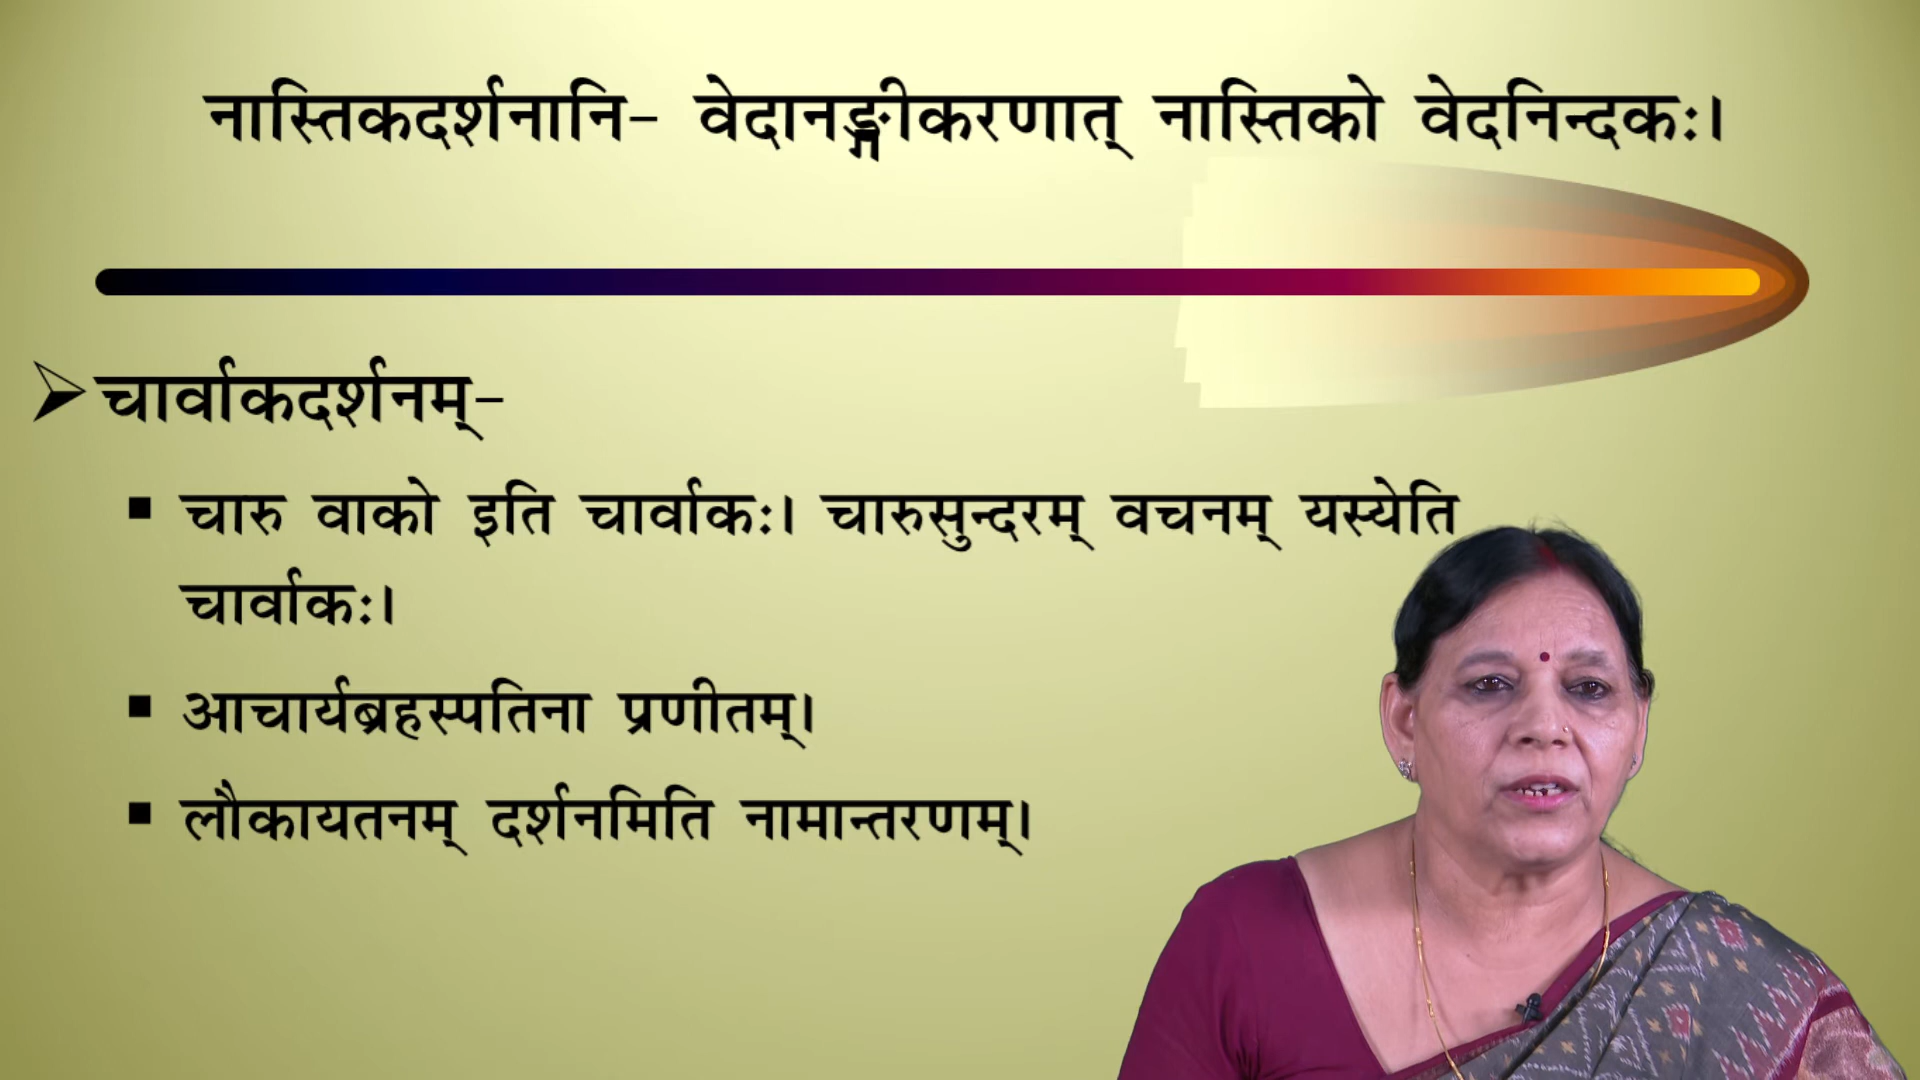 नास्तिकदर्शनानि- वेदानङ्गीकरणात् नास्तिको वेदनिन्दकः।
चार्वाकदर्शनम्-
चारु वाको इति चार्वाकः। चारुसुन्दरम् वचनम् यस्येति
चार्वाकः।
आचार्यब्रहस्पतिना प्रणीतम्।
लौकायतनम् दर्शनमिति नामान्तरणम्।